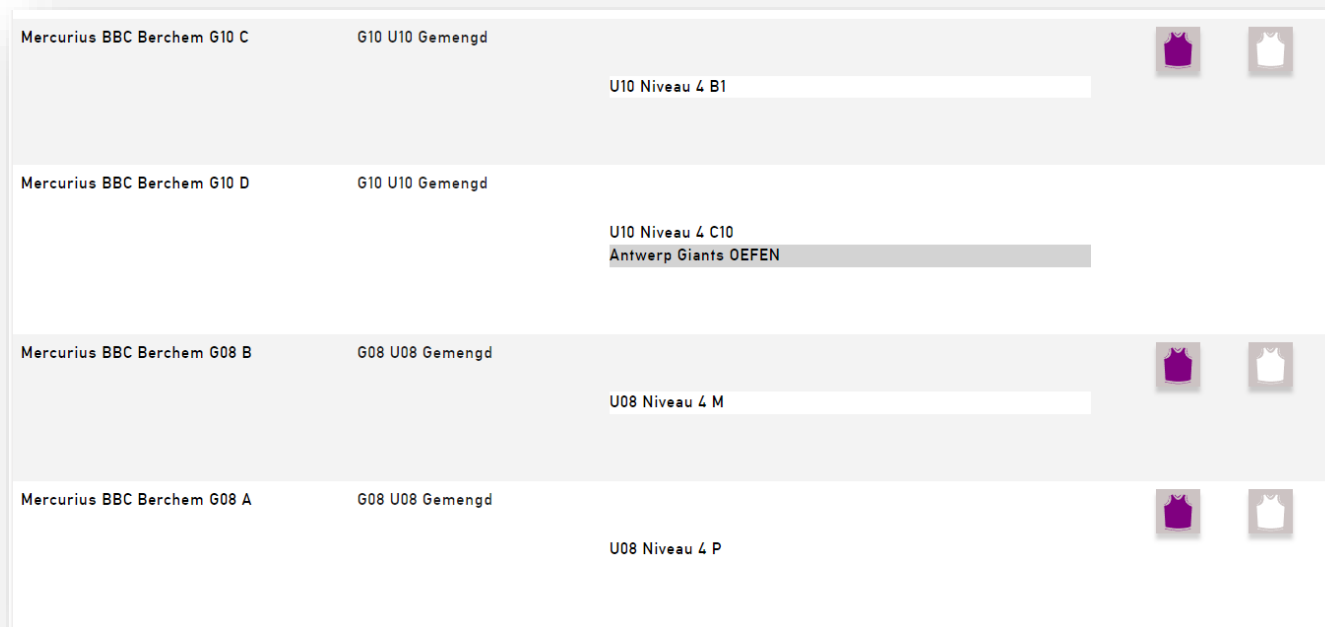 Mercurius BBC Berchem G10 C G10 U10 Gemengd
U10 Niveau 4 B1
Mercurius BBC Berchem G10 D G10 U10 Gemengd
U10 Niveau 4 C10
Antwerp Giants OEFEN
Mercurius BBC Berchem G08 B G08 U08 Gemengd
U08 Niveau 4 M
Mercurius BBC Berchem G08 A G08 U08 Gemengd
U08 Niveau 4 P